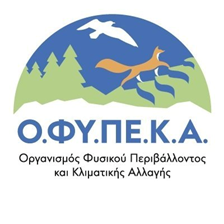 Ο.ΦΥ.ΠΕ.Κ.Α.
Οργανισμός Φυσικού Περιβάλλοντος
και Κλιματικής Αλλαγής